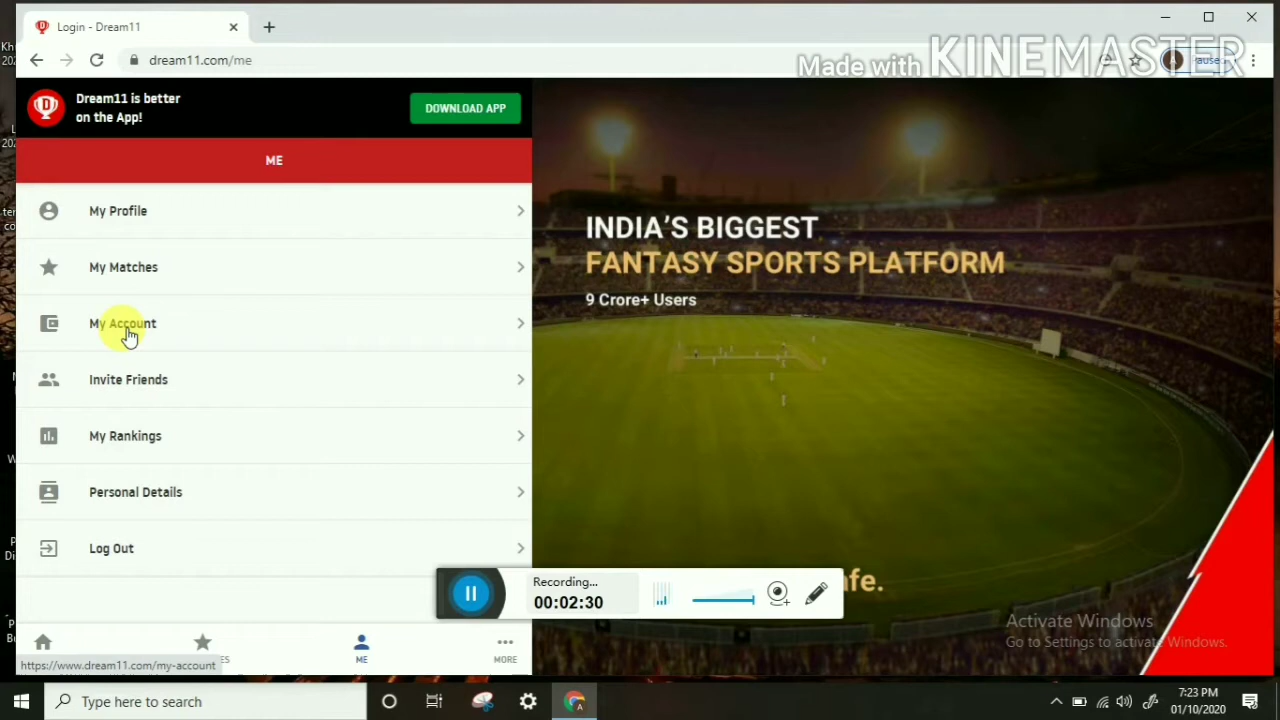 Login - Dream11
Made with KINEMASTER
dream11.com/me
Paused
Dream11 is better
on the App!
DOWNLOAD APP
ME
My Profile
My Matches
My Account
Invite Friends
My Rankings
Personal Details
Log Out
INDIA'S BIGGEST
FANTASY SPORTS PLATFORM
9 Crore+ Users
Recording...
00:02:30
afe.
Activate Windows
Go to Settings to activate Windows.
ME
MORE
https://www.dream11.com/my-account
Type here to search
7:23 PM
01/10/2020